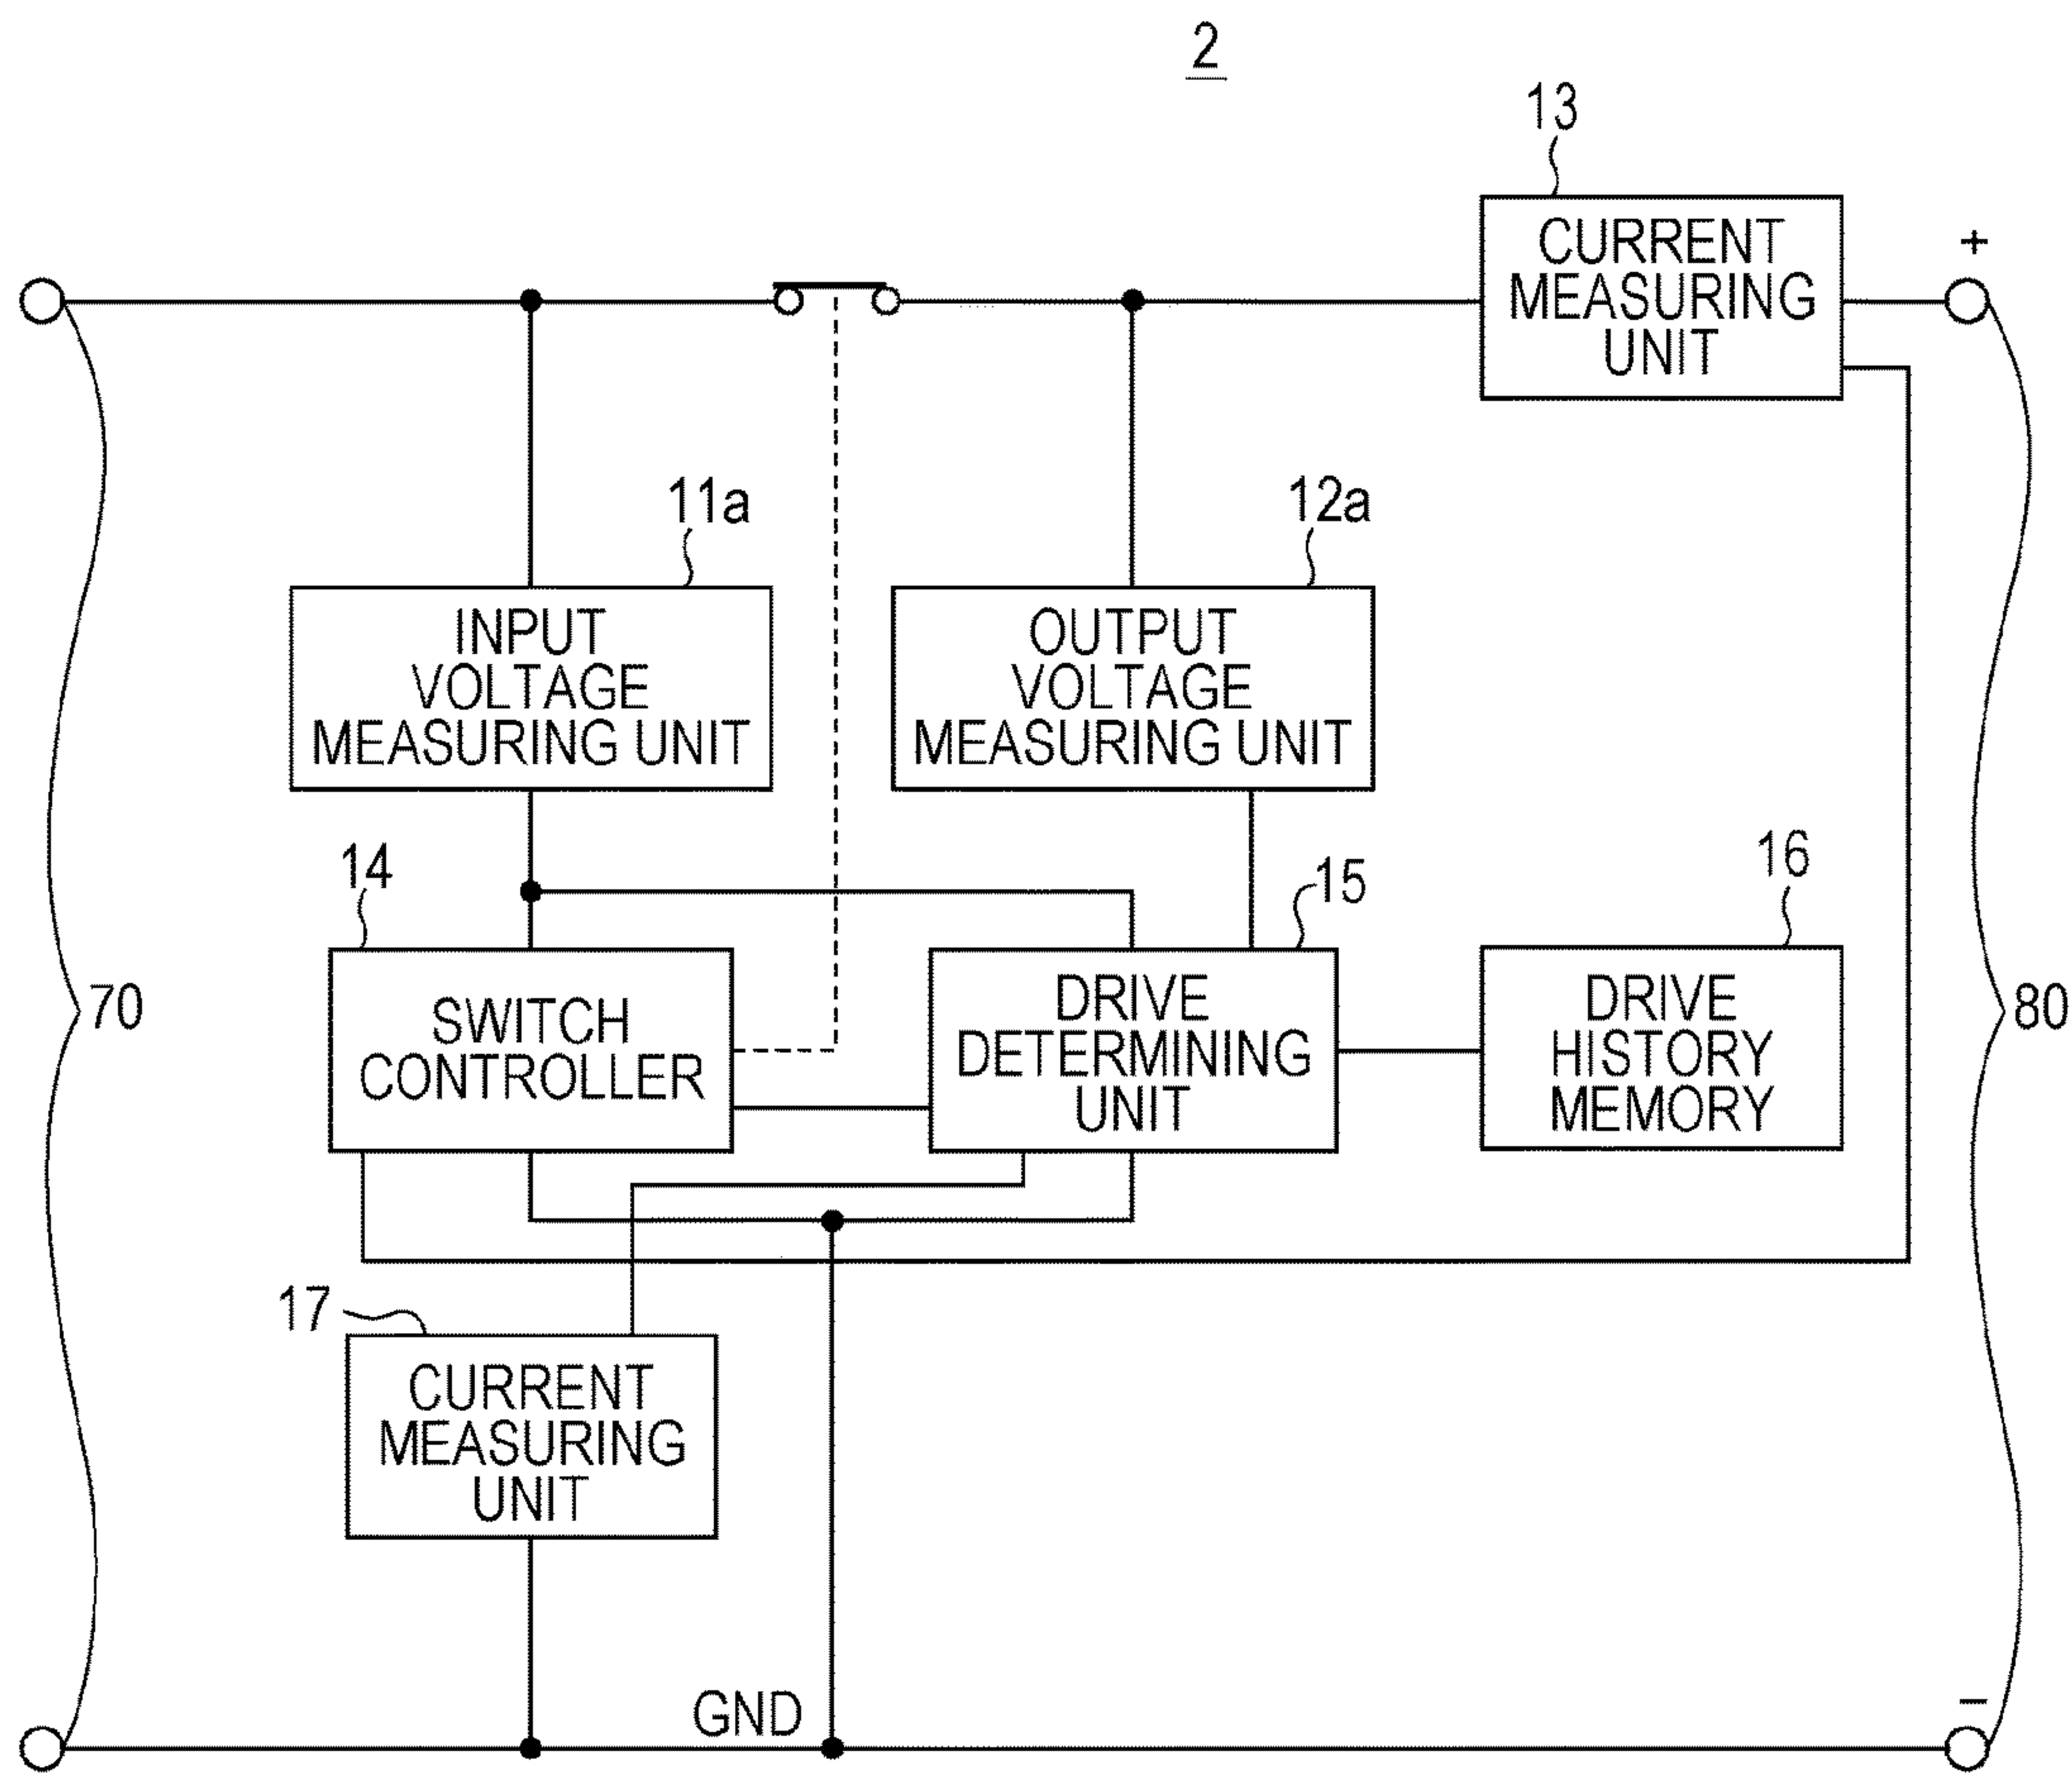 2
13
CURRENT
MEASURING
UNIT
+
11a
12a
INPUT
VOLTAGE
MEASURING UNIT
OUTPUT
VOLTAGE
MEASURING UNIT
14
15
16
70
SWITCH
CONTROLLER
DRIVE
DETERMINING
UNIT
DRIVE
HISTORY
MEMORY
80
17
CURRENT
MEASURING
UNIT
GND
−